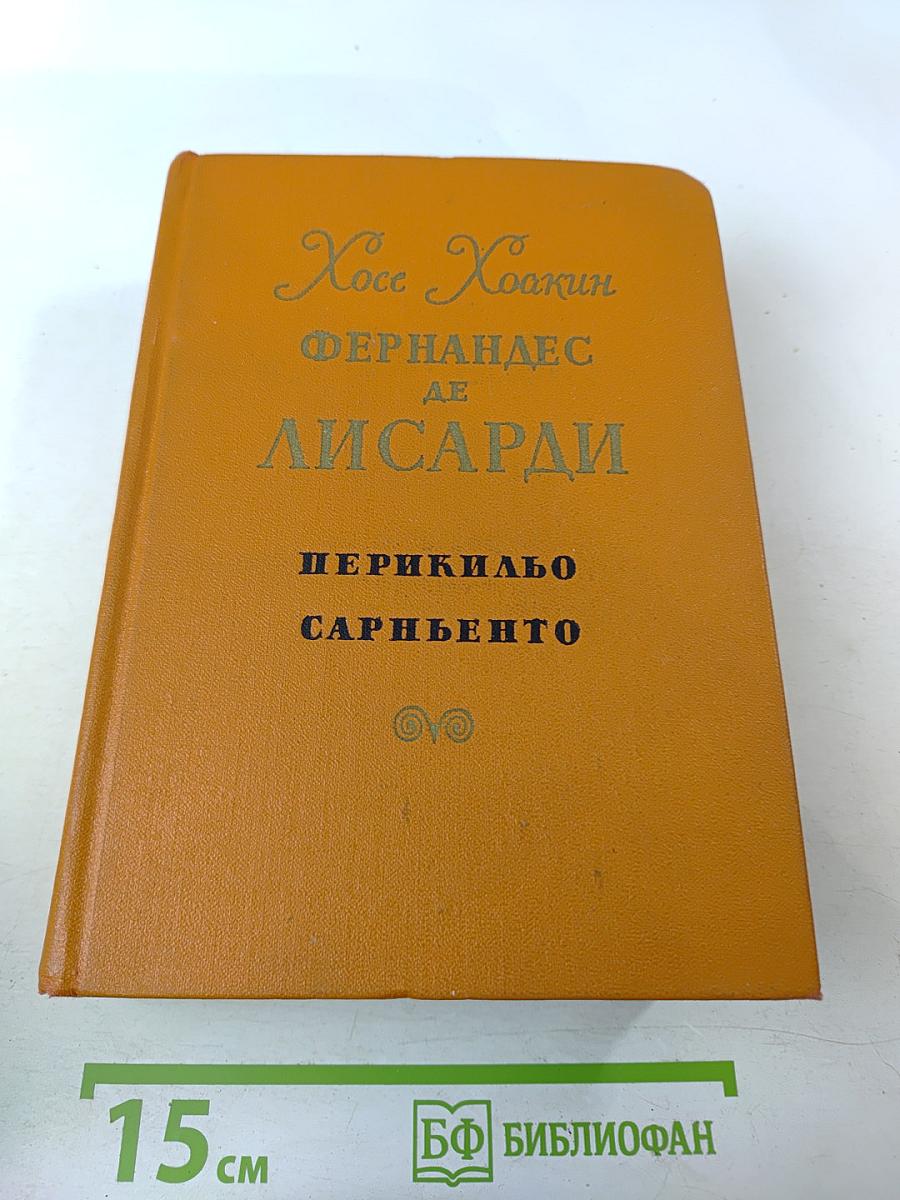 Хосе Хоакин
ФЕРНАНДЕС
ДЕ
ЛИСАРДИ
ПЕРИКИЛЬО
САРНЬЕНТО
15 см
БФ БИБЛИОФАН